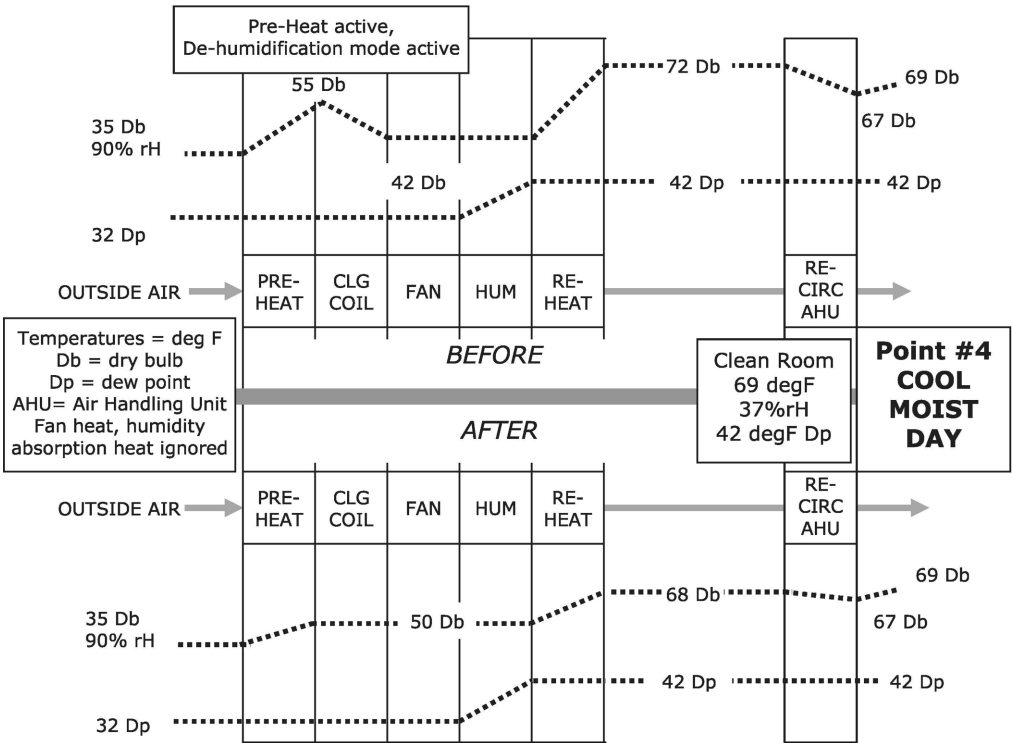 Pre-Heat active,
De-humidification mode active
55 Db
72 Db
69 Db
35 Db
90% rH
67 Db
42 Db
42 Dp
42 Dp
32 Dp
OUTSIDE AIR
PRE-
HEAT
CLG
COIL
FAN
HUM
RE-
HEAT
RE-
CIRC
AHU
Temperatures = deg F
Db = dry bulb
Dp = dew point
AHU= Air Handling Unit
Fan heat, humidity
absorption heat ignored
BEFORE
AFTER
Clean Room
69 degF
37%rH
42 degF Dp
Point #4
COOL
MOIST
DAY
OUTSIDE AIR
PRE-
HEAT
CLG
COIL
FAN
HUM
RE-
HEAT
RE-
CIRC
AHU
69 Db
68 Db
35 Db
90% rH
50 Db
67 Db
42 Dp
42 Dp
32 Dp